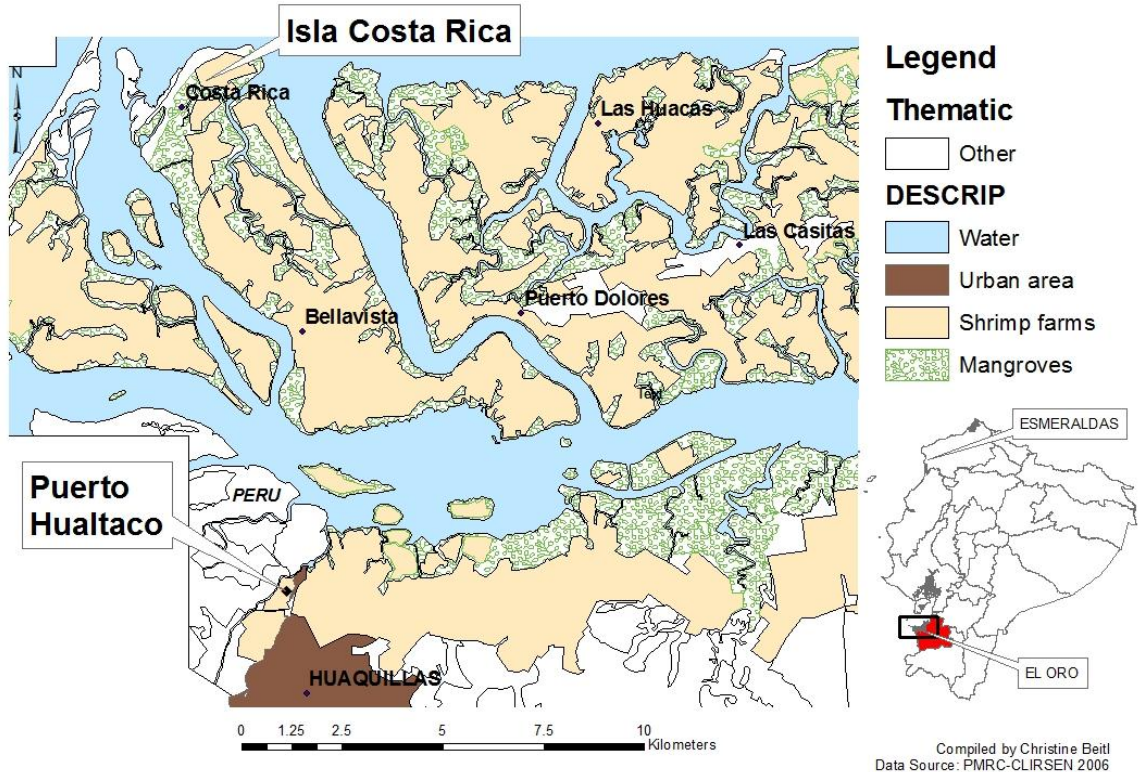 Isla Costa Rica
N
Costa Rica
Las Huacas
Las Casitas
Puerto Dolores
Bellavista
Text
PERU
Puerto
Hualtaco
HUAQUILLAS
0 1.25 2.5 5 7.5 10
Kilometers
Legend
Thematic
Other
DESCRIP
Water
Urban area
Shrimp farms
Mangroves
ESMERALDAS
EL ORO
Compiled by Christine Beitl
Data Source: PMRC-CLIRSEN 2006